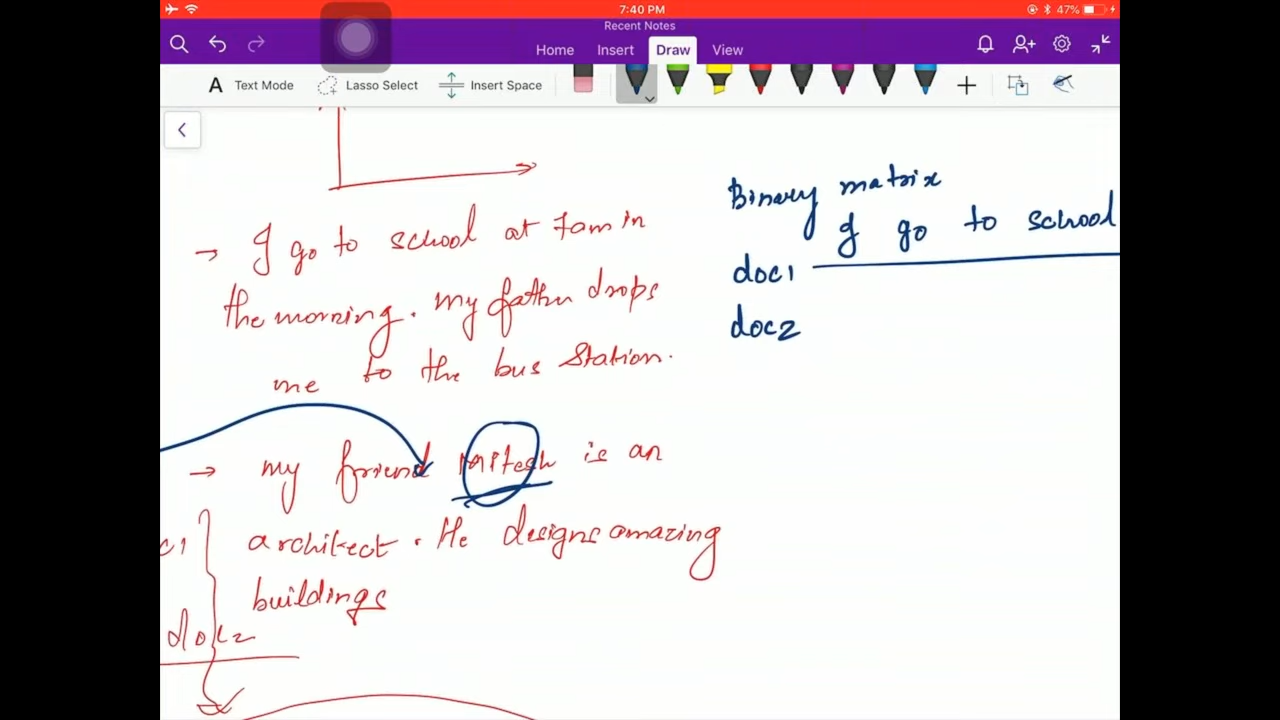 7:40 PM
47%
Recent Notes
Home Insert Draw View
A Text Mode Lasso Select Insert Space
→ I go to school at 7am in
the morning. my father drops
me to the bus station.
→ my friend Mitesh is an
architect. He designs amazing
buildings
doc2
Binary matrix
I go to school
doc1
doc2